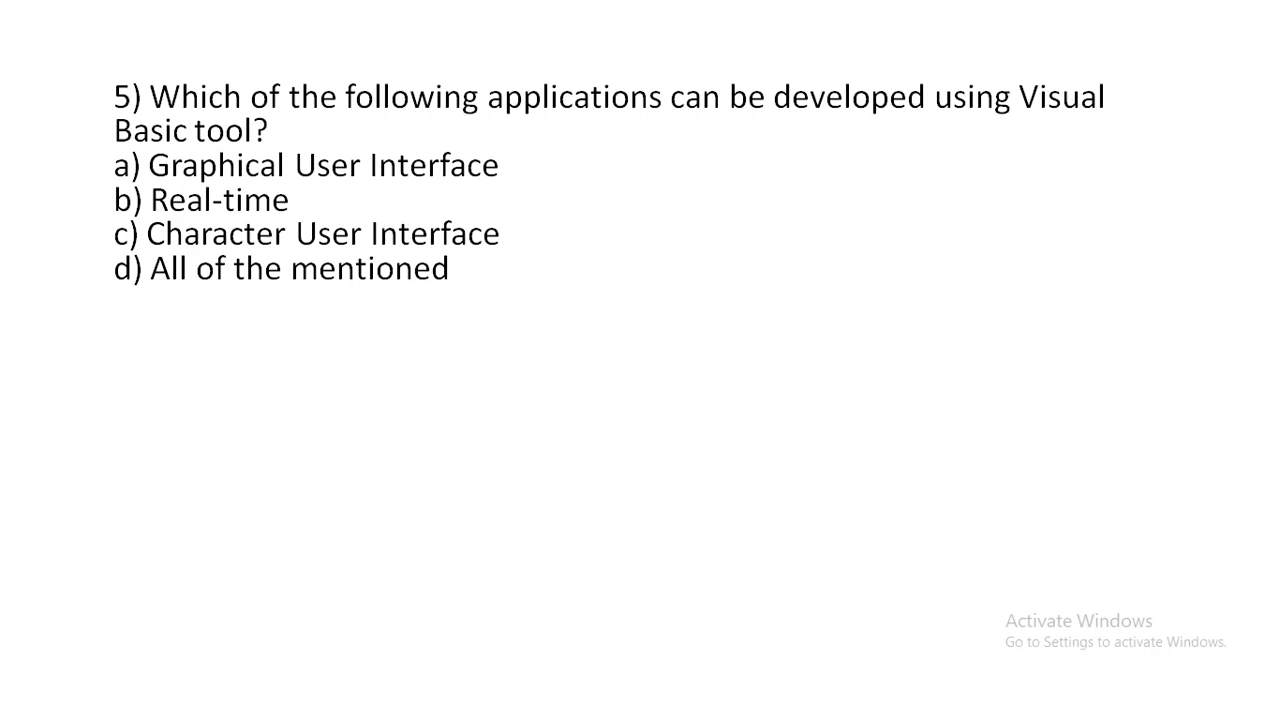 5) Which of the following applications can be developed using Visual
Basic tool?
a) Graphical User Interface
b) Real-time
c) Character User Interface
d) All of the mentioned
Activate Windows
Go to Settings to activate Windows.